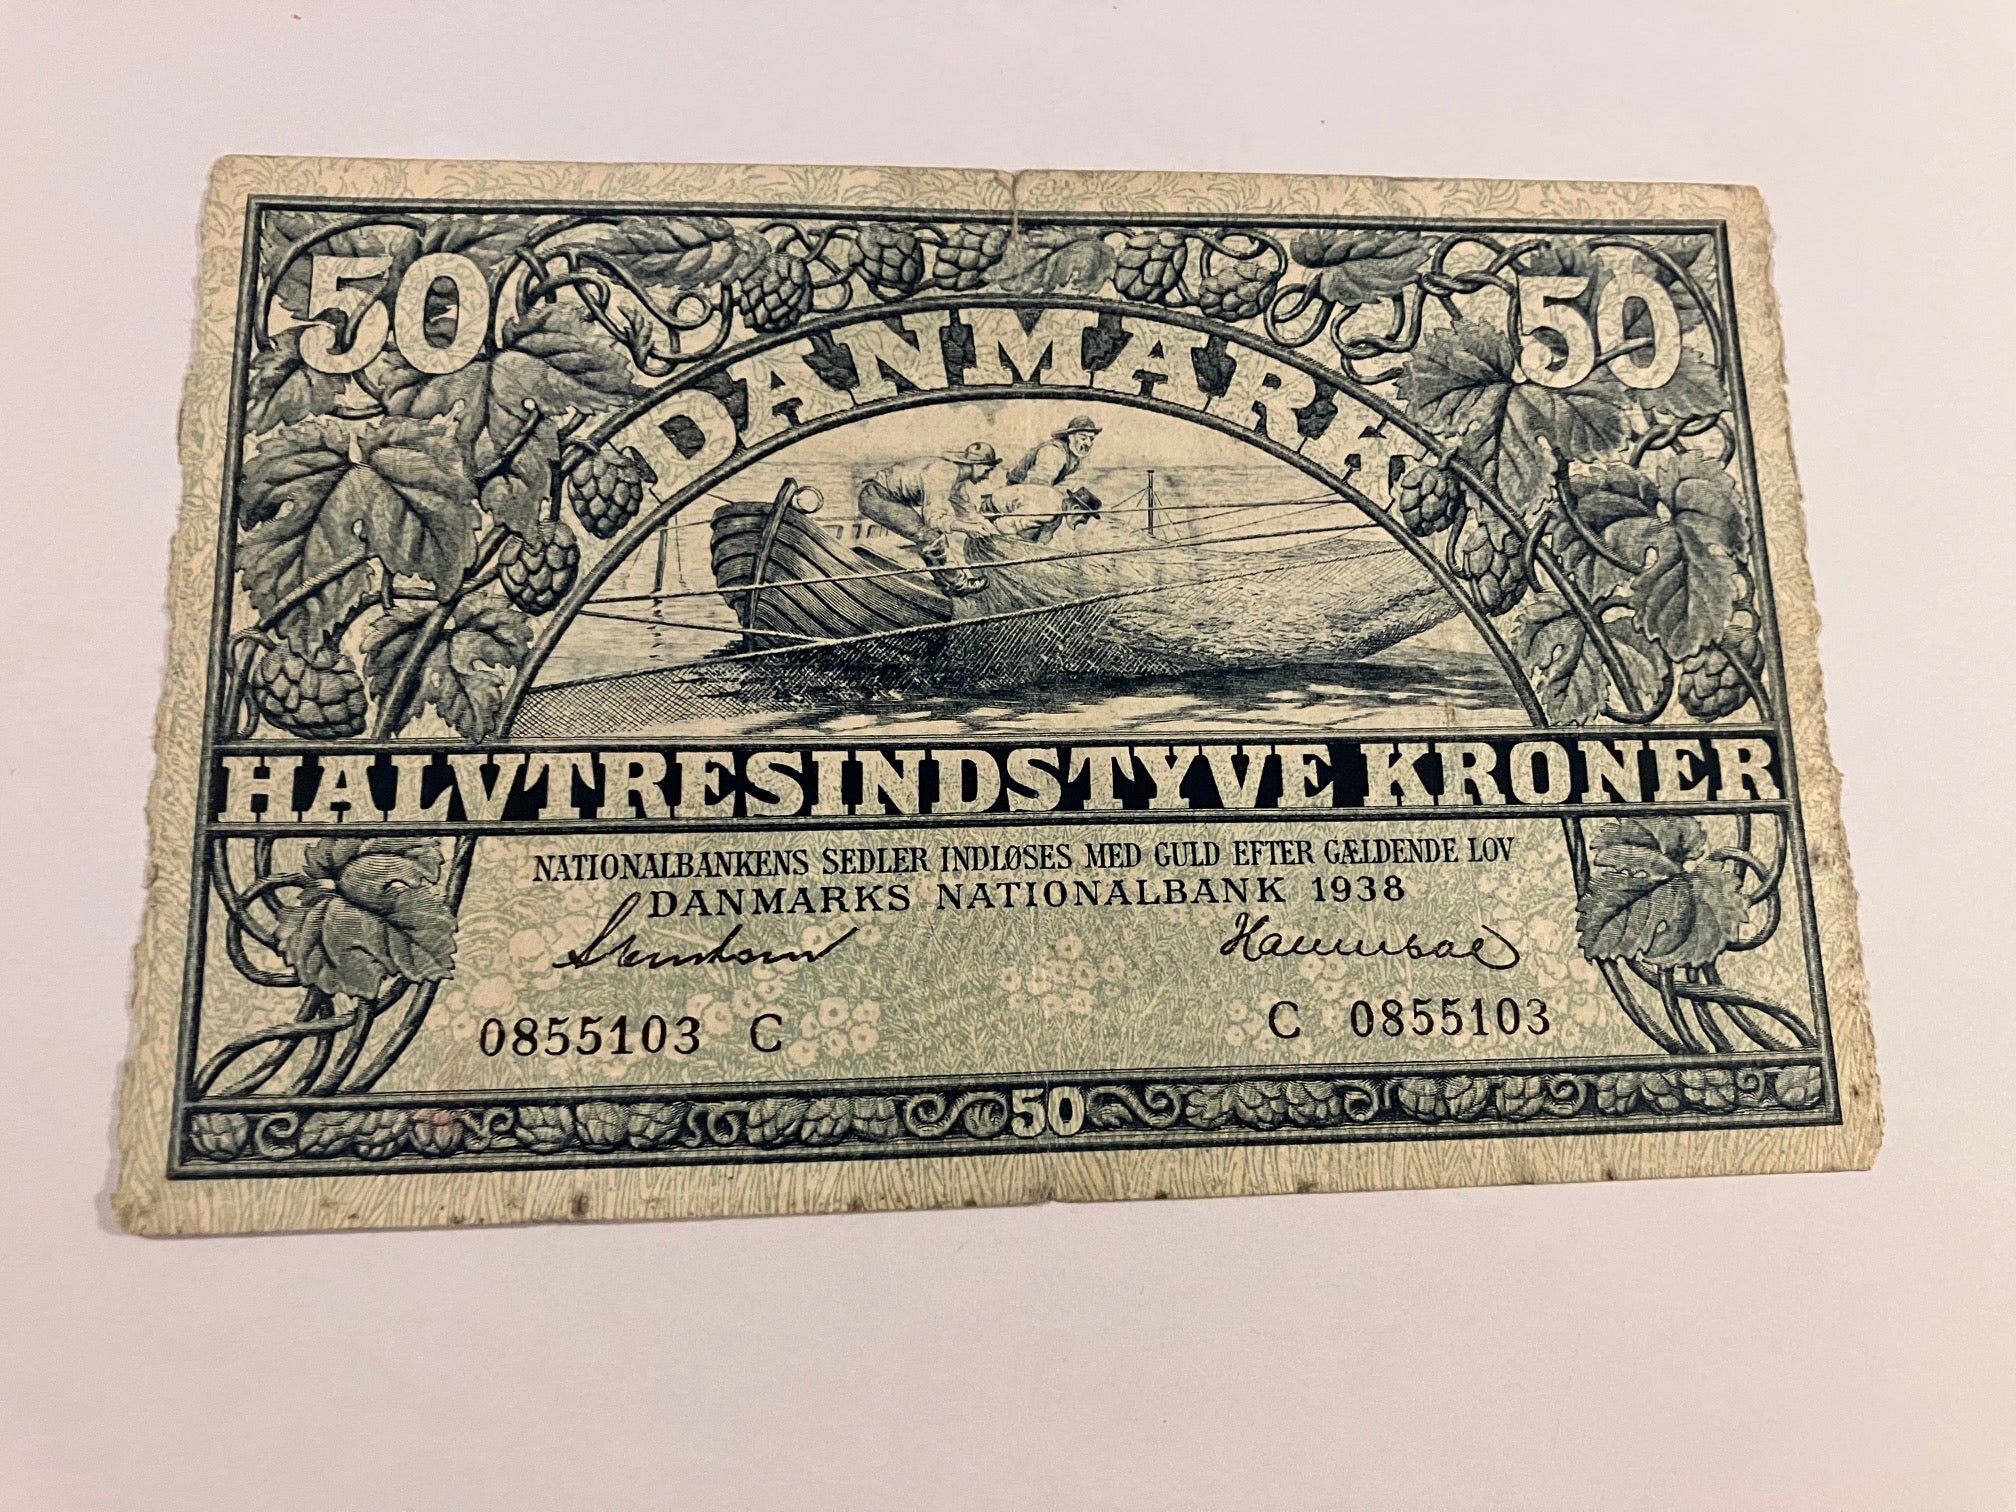 50 50
DANMARK
HALVTRESINDSTYVE KRONER
NATIONALBANKENS SEDLER INDLØSES MED GULD EFTER GÆLDENDE LOV
DANMARKS NATIONALBANK 1938
0855103 C C 0855103
50